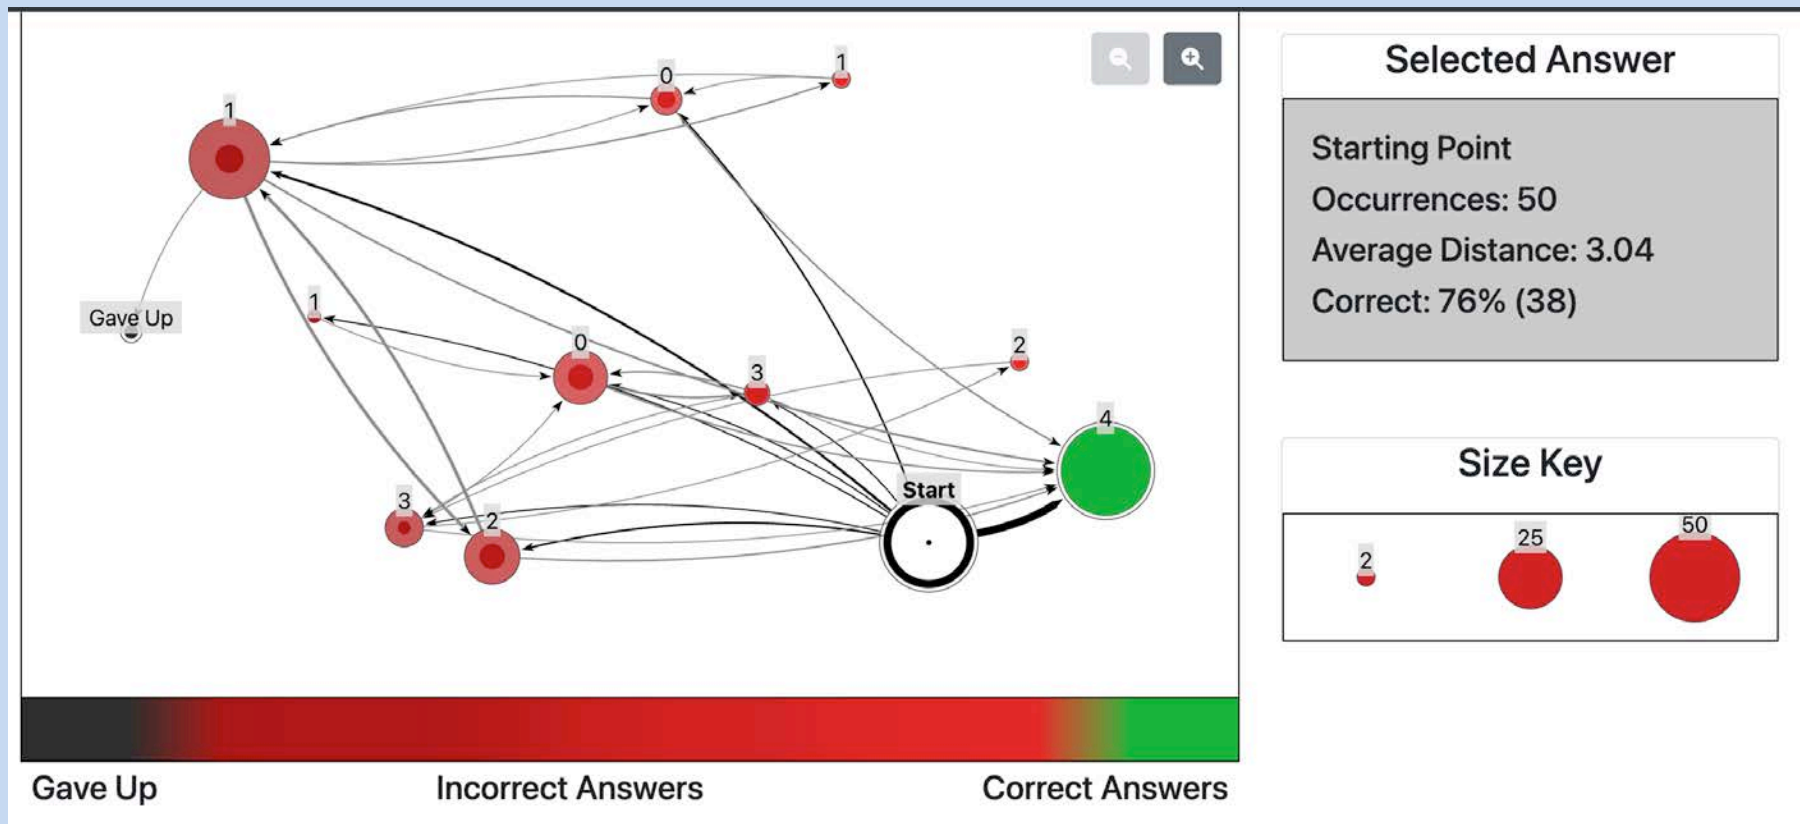 1
0
1
Gave Up
1
0
3
2
4
3
2
Start
Gave Up
Incorrect Answers
Correct Answers
Selected Answer
Starting Point
Occurrences: 50
Average Distance: 3.04
Correct: 76% (38)
Size Key
2
25
50